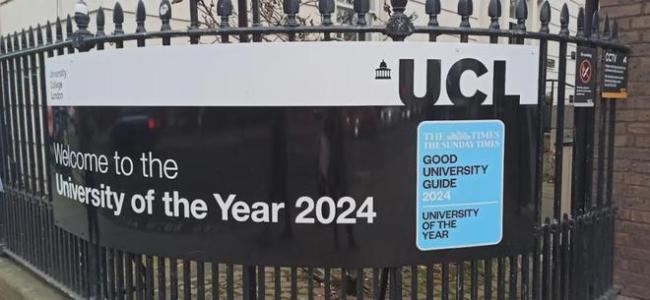 University
College
London
UCL
Welcome to the
University of the Year 2024
THE TIMES
THE SUNDAY TIMES
GOOD
UNIVERSITY
GUIDE
2024
UNIVERSITY
OF THE
YEAR
CCTV